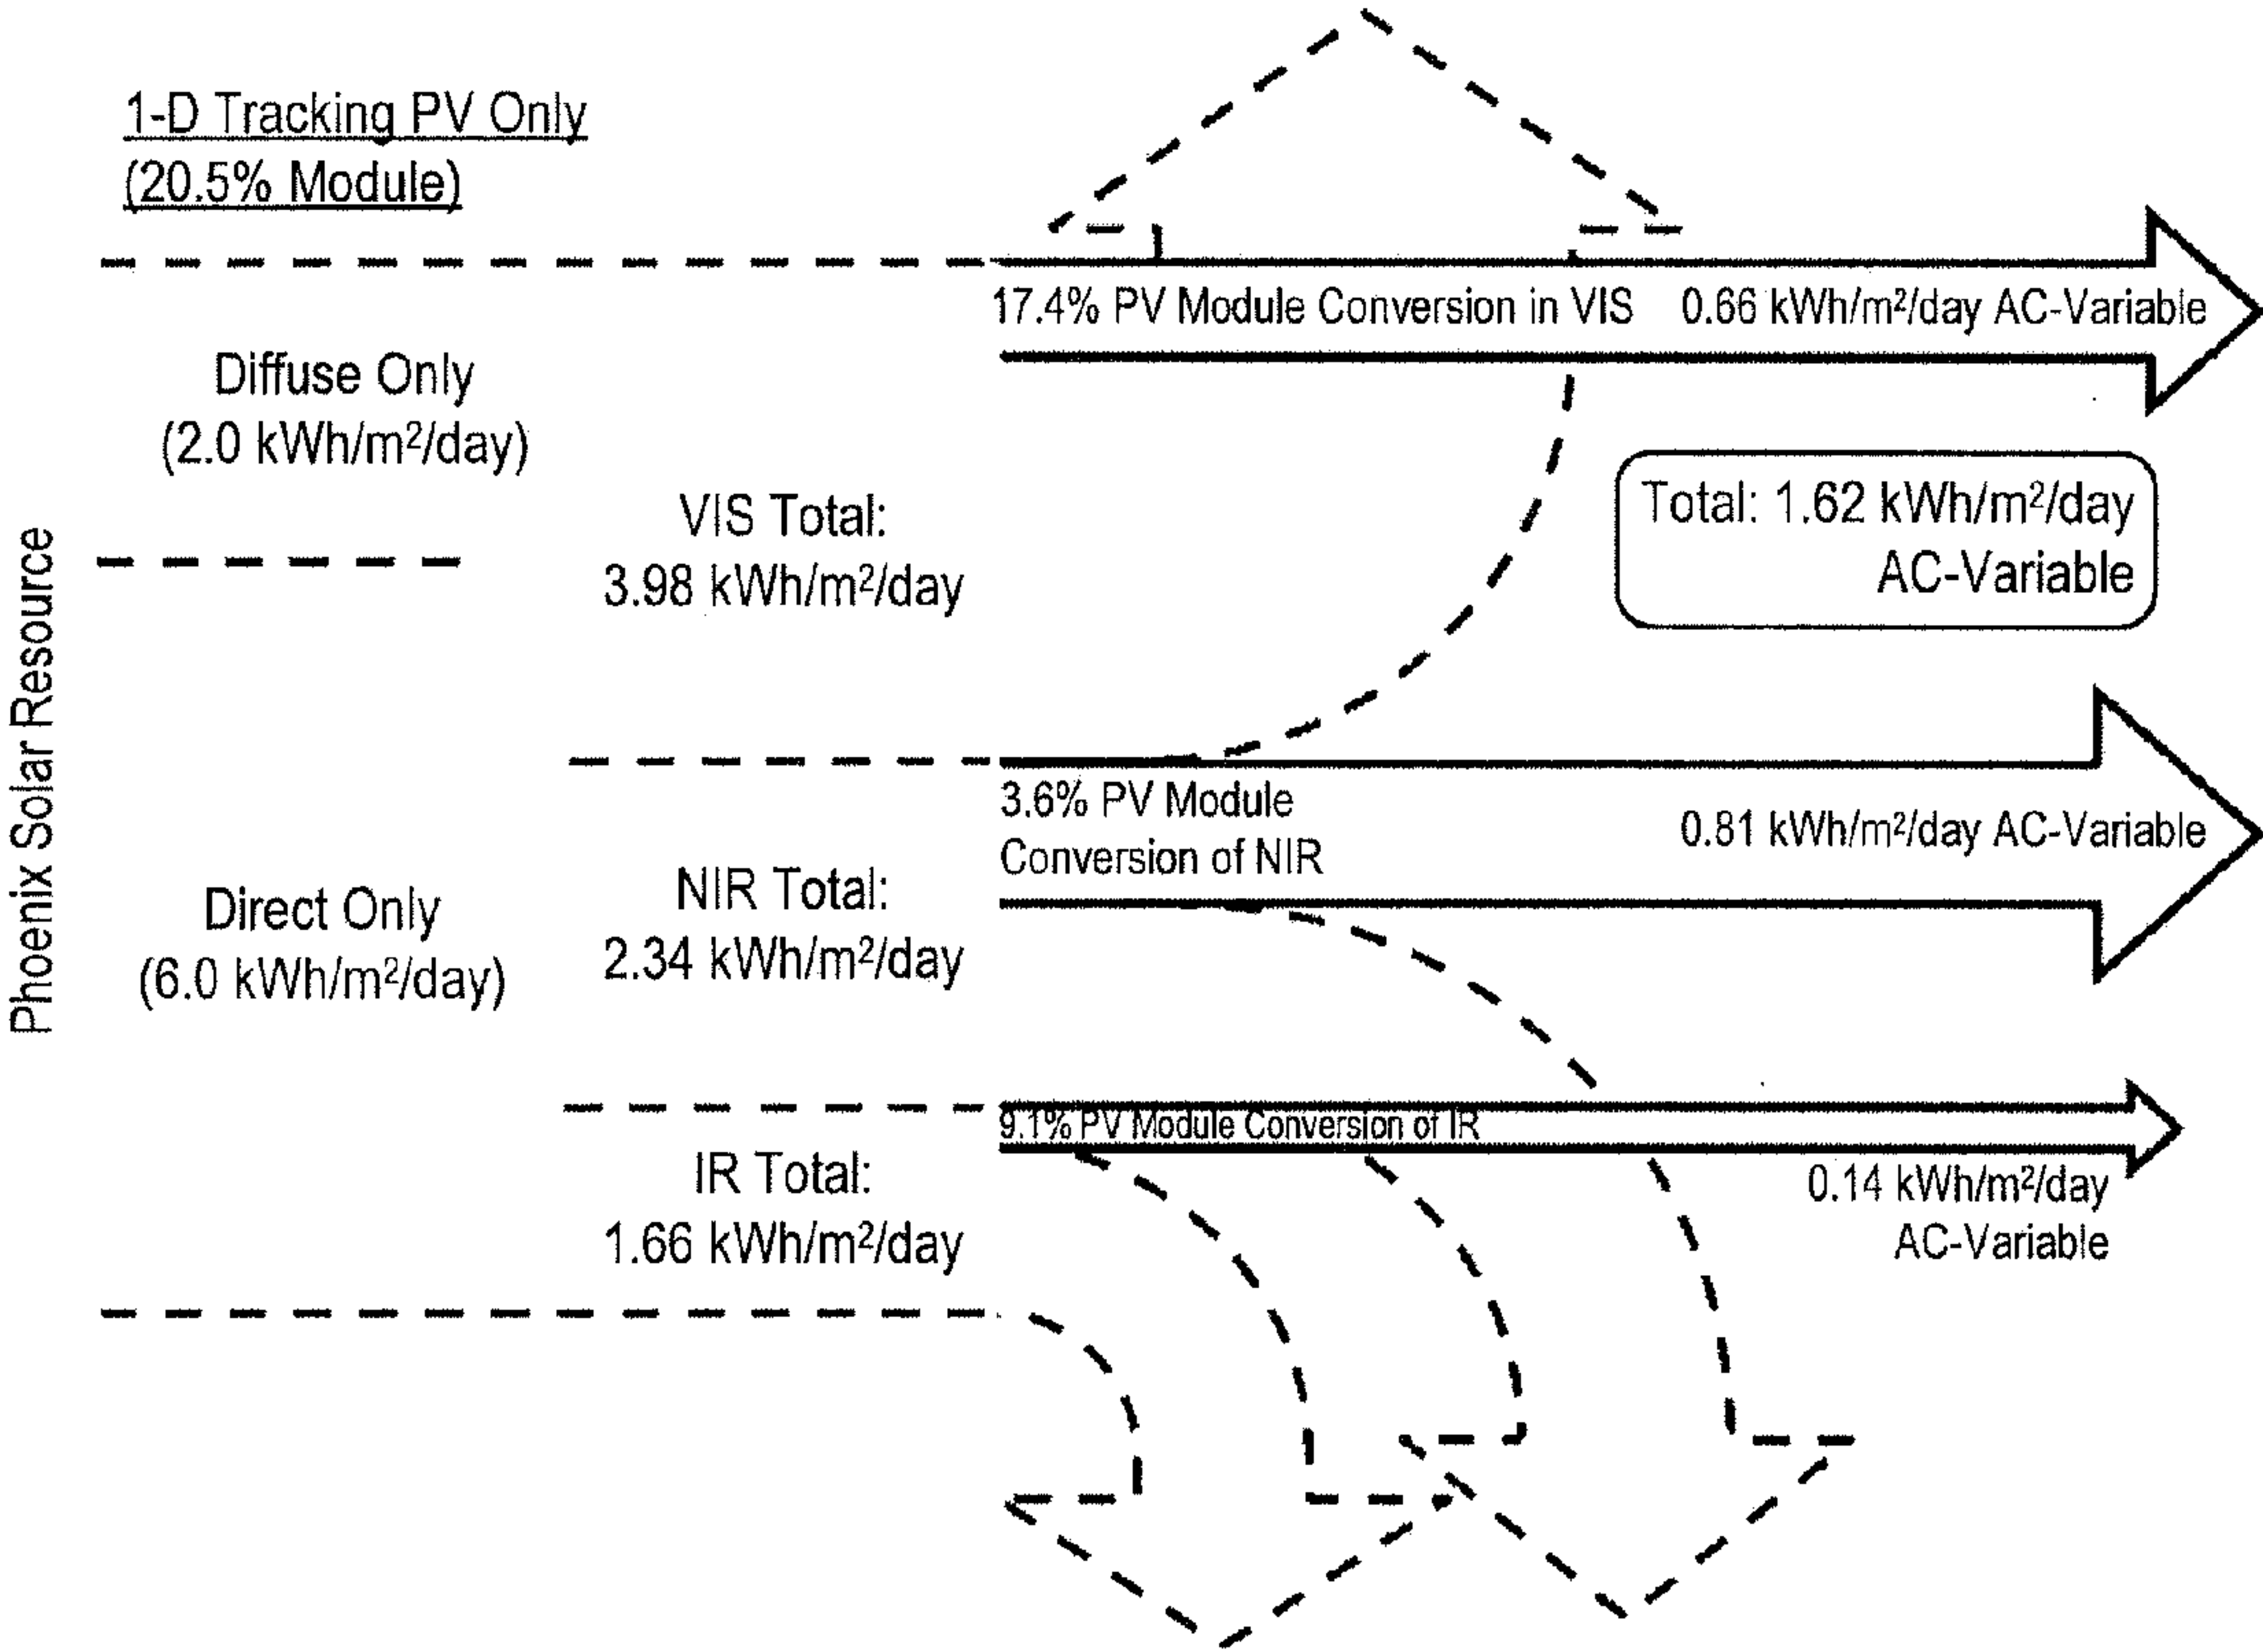 1-D Tracking PV Only
(20.5% Module)
Phoenix Solar Resource
Diffuse Only
(2.0 kWh/m²/day)
Direct Only
(6.0 kWh/m²/day)
VIS Total:
3.98 kWh/m²/day
NIR Total:
2.34 kWh/m²/day
IR Total:
1.66 kWh/m²/day
17.4% PV Module Conversion in VIS
0.66 kWh/m²/day AC-Variable
Total: 1.62 kWh/m²/day
AC-Variable
3.6% PV Module
Conversion of NIR
0.81 kWh/m²/day AC-Variable
9.1% PV Module Conversion of IR
0.14 kWh/m²/day
AC-Variable